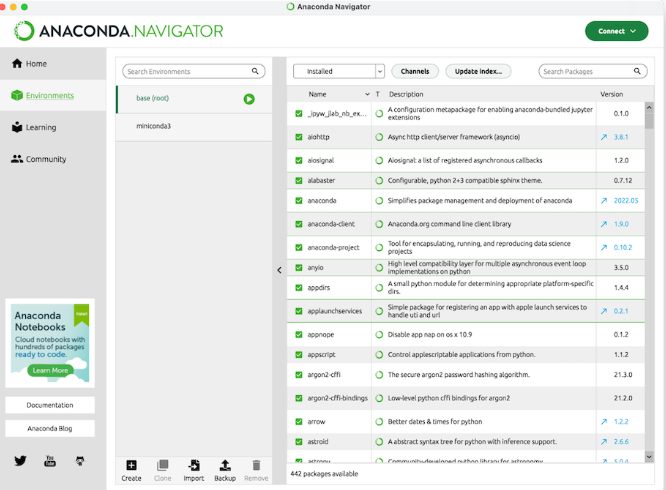 Anaconda Navigator
ANACONDA.NAVIGATOR
Connect
Home
Environments
Learning
Community
Anaconda Notebooks
New!
Cloud notebooks with
hundreds of packages
ready to code.
Learn More
Documentation
Anaconda Blog
You Tube
Search Environments
base (root)
miniconda3
Create
Clone
Import
Backup
Remove
Installed
Channels
Update index...
Search Packages
Name T Description Version
_ipyw_jlab_nb_ex... A configuration metapackage for enabling anaconda-bundled jupyter extensions 0.1.0
aiohttp Async http client/server framework (asyncio) 3.8.1
aiosignal Aiosignal: a list of registered asynchronous callbacks 1.2.0
alabaster Configurable, python 2+3 compatible sphinx theme. 0.7.12
anaconda Simplifies package management and deployment of anaconda 2022.05
anaconda-client Anaconda.org command line client library 1.9.0
anaconda-project Tool for encapsulating, running, and reproducing data science projects 0.10.2
anyio High level compatibility layer for multiple asynchronous event loop implementations on python 3.5.0
appdirs A small python module for determining appropriate platform-specific dirs. 1.4.4
applaunchservices Simple package for registering an app with apple launch services to handle uti and url 0.2.1
appnope Disable app nap on os x 10.9 0.1.2
appscript Control applescriptable applications from python. 1.1.2
argon2-cffi The secure argon2 password hashing algorithm. 21.3.0
argon2-cffi-bindings Low-level python cffi bindings for argon2 21.2.0
arrow Better dates & times for python 1.2.2
astroid A abstract syntax tree for python with inference support. 2.6.6
astropy Community-developed python library for astronomy 5.0.4
442 packages available